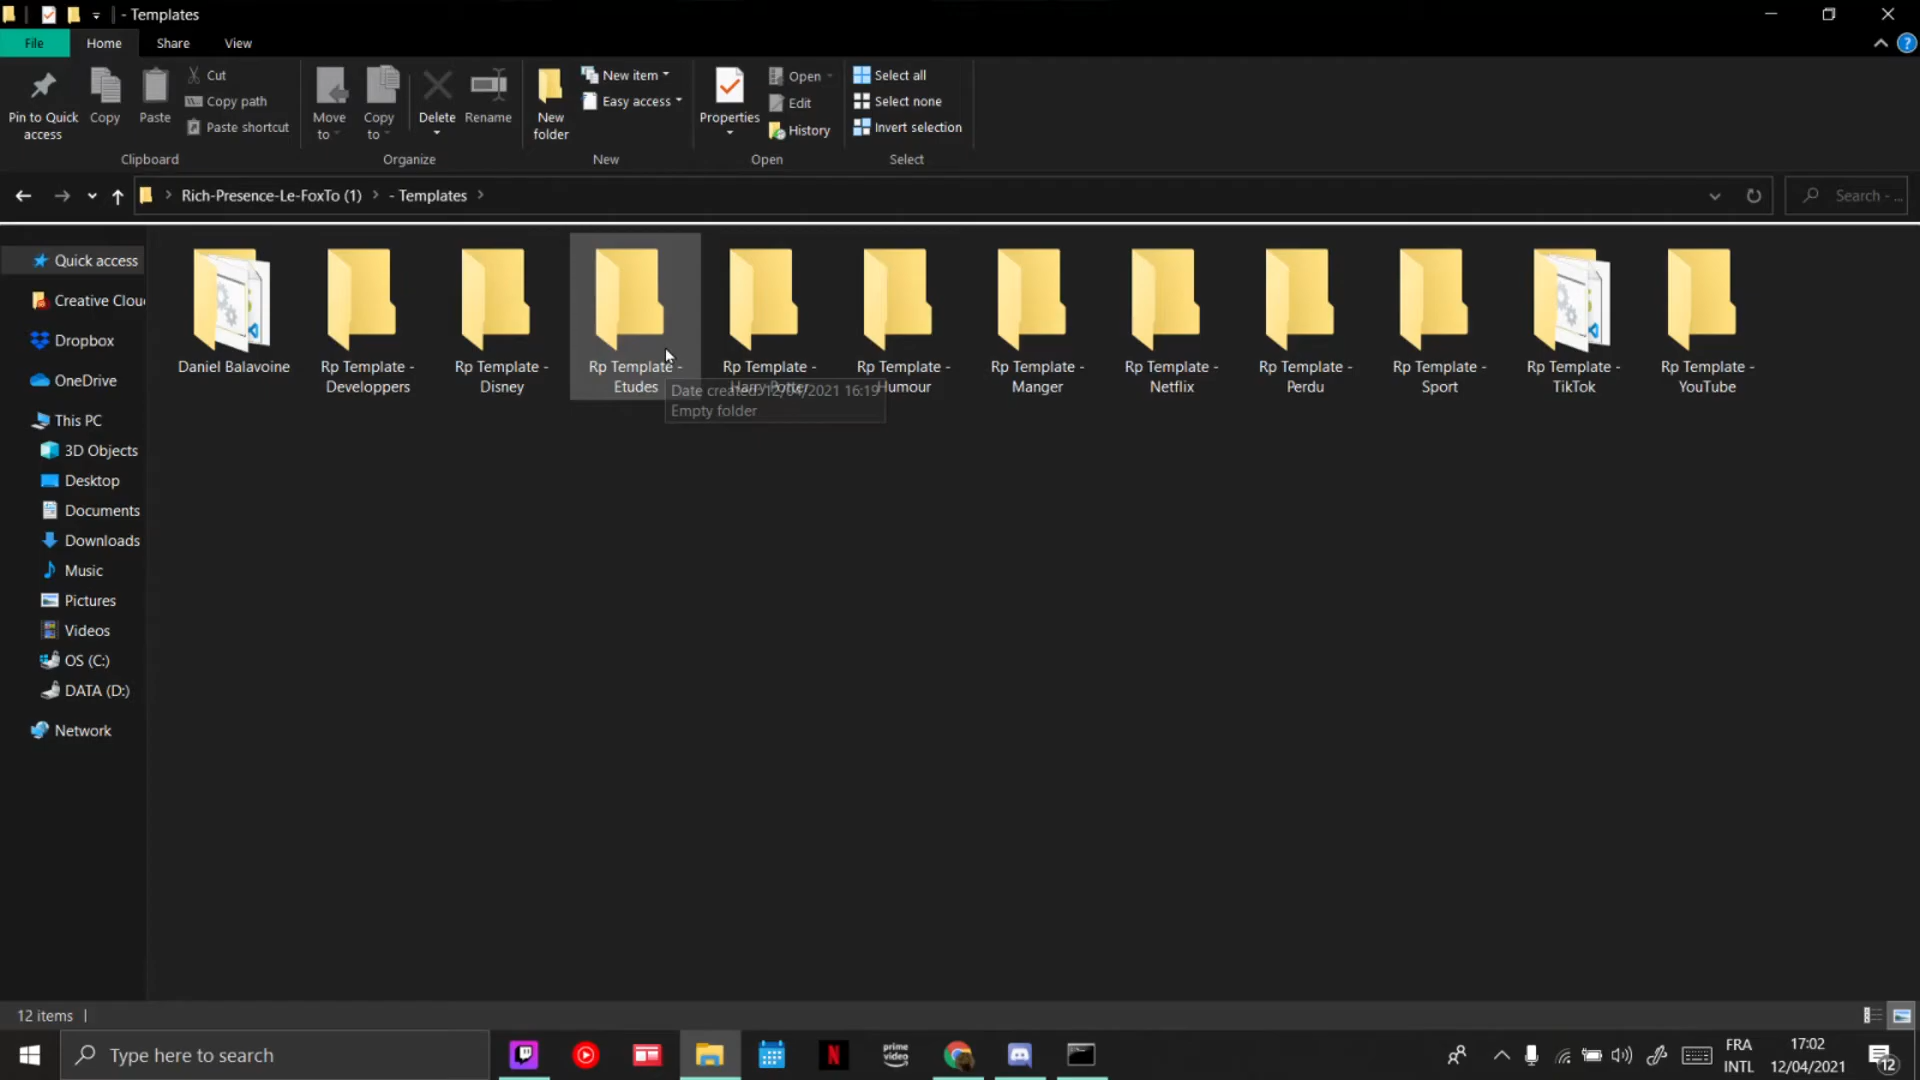 - Templates
File
Home
Share
View
Pin to Quick
access
Copy
Paste
Cut
Copy path
Paste shortcut
Move
to
Copy
to
Delete
Rename
New
folder
New item
Easy access
Properties
Open
Edit
History
Select all
Select none
Invert selection
Clipboard
Organize
New
Open
Select
Rich-Presence-Le-FoxTo (1)
- Templates
Search - ...
Quick access
Creative Clou
Dropbox
OneDrive
This PC
3D Objects
Desktop
Documents
Downloads
Music
Pictures
Videos
OS (C:)
DATA (D:)
Network
Daniel Balavoine
Rp Template -
Developpers
Rp Template -
Disney
Rp Template -
Etudes
Rp Template -
Harry Potter
Rp Template -
Humour
Rp Template -
Manger
Rp Template -
Netflix
Rp Template -
Perdu
Rp Template -
Sport
Rp Template -
TikTok
Rp Template -
YouTube
Date created: 12/04/2021 16:19
Empty folder
12 items
Type here to search
N
prime
video
FRA
INTL
17:02
12/04/2021
12